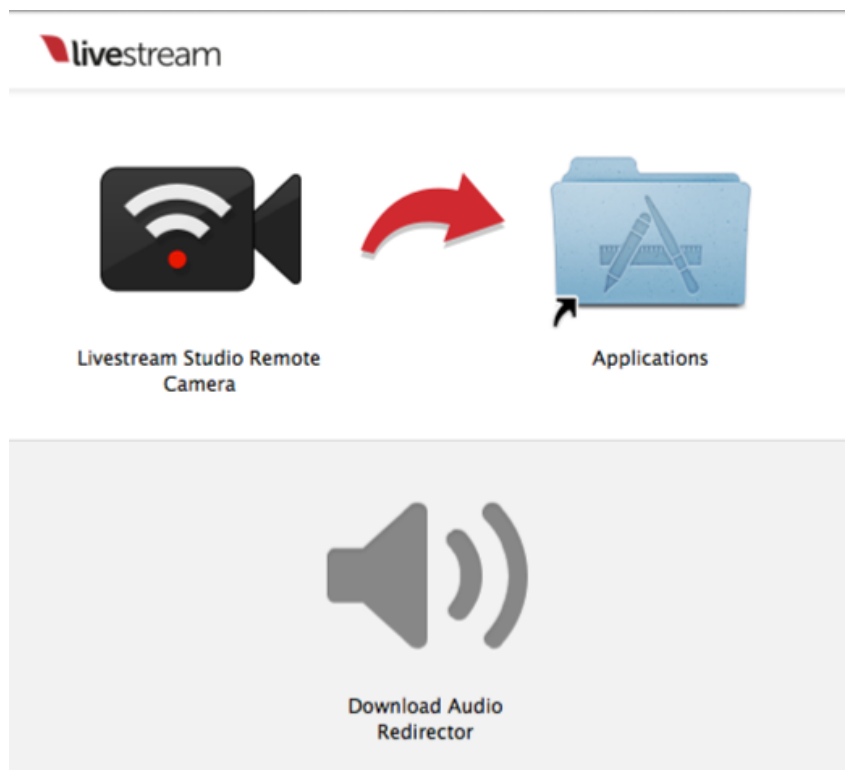 livestream
Livestream Studio Remote
Camera
Applications
Download Audio
Redirector